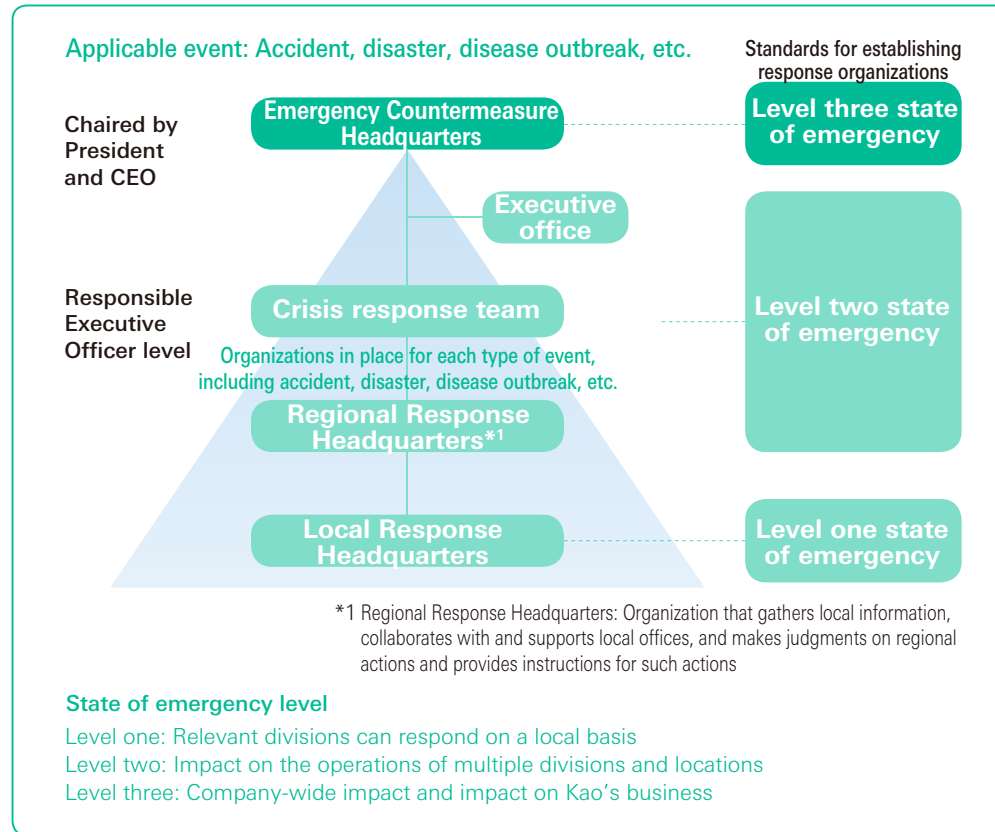 Applicable event: Accident, disaster, disease outbreak, etc.
Standards for establishing
response organizations
Chaired by
President
and CEO
Emergency Countermeasure
Headquarters
Level three state
of emergency
Executive
office
Responsible
Executive
Officer level
Crisis response team
Level two state
of emergency
Organizations in place for each type of event,
including accident, disaster, disease outbreak, etc.
Regional Response
Headquarters*1
Local Response
Headquarters
Level one state
of emergency
*1 Regional Response Headquarters: Organization that gathers local information,
collaborates with and supports local offices, and makes judgments on regional
actions and provides instructions for such actions
State of emergency level
Level one: Relevant divisions can respond on a local basis
Level two: Impact on the operations of multiple divisions and locations
Level three: Company-wide impact and impact on Kao's business